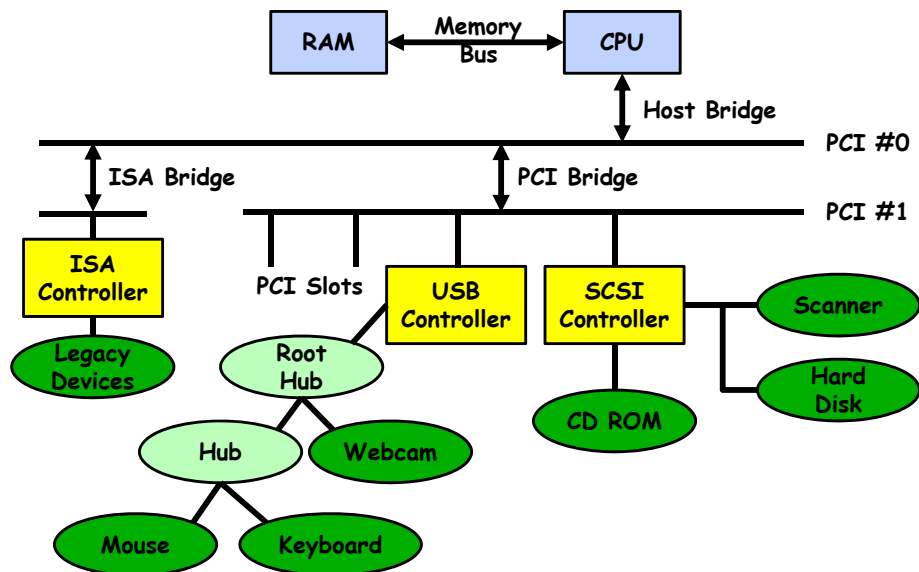 RAM
Memory
Bus
CPU
Host Bridge
PCI #0
ISA Bridge
PCI Bridge
PCI #1
ISA
Controller
PCI Slots
USB
Controller
SCSI
Controller
Scanner
Legacy
Devices
Root
Hub
Hard
Disk
CD ROM
Hub
Webcam
Mouse
Keyboard